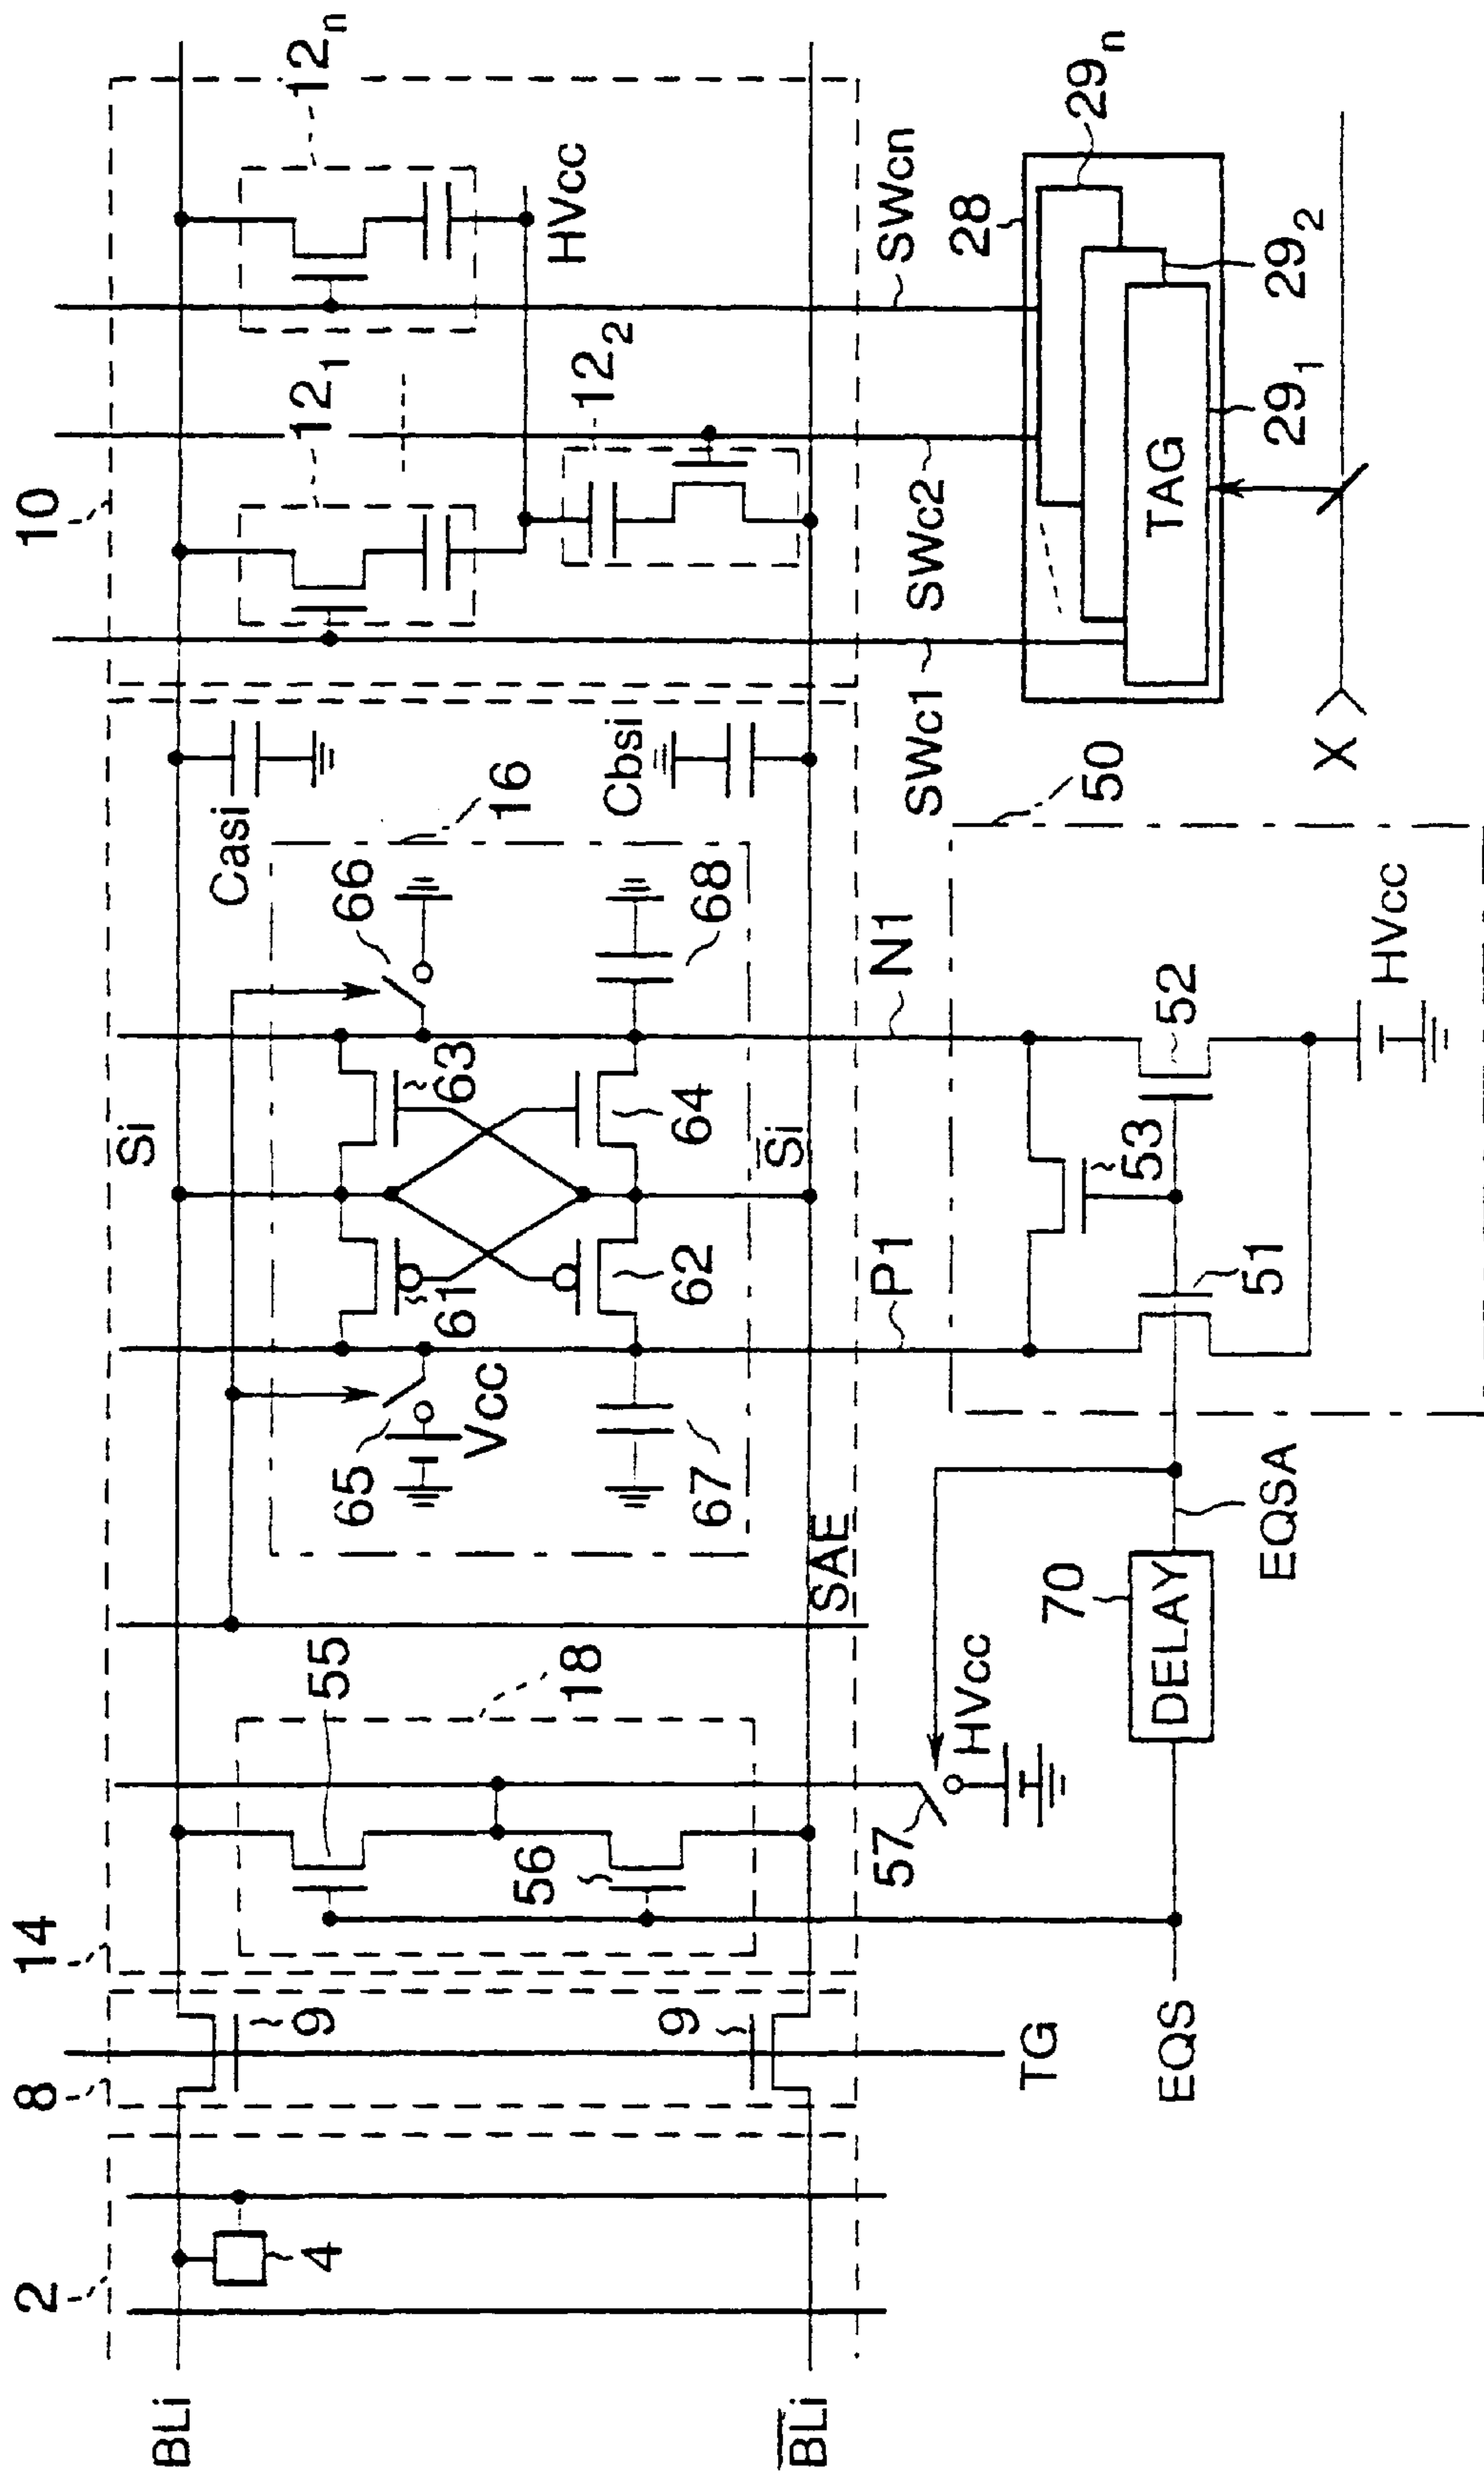 10
12₁
12₂
12n
HVcc
SWc1
SWc2
SWcn
28
29n
29₂
29₁
TAG
X
Casi
Cbsi
16
66
68
63
64
Si
S̅i̅
61
62
65
Vcc
67
N1
P1
50
52
53
51
HVcc
SAE
55
18
56
57
HVcc
70
DELAY
EQSA
14
8
9
9
TG
EQS
2
4
BLi
B̅L̅i